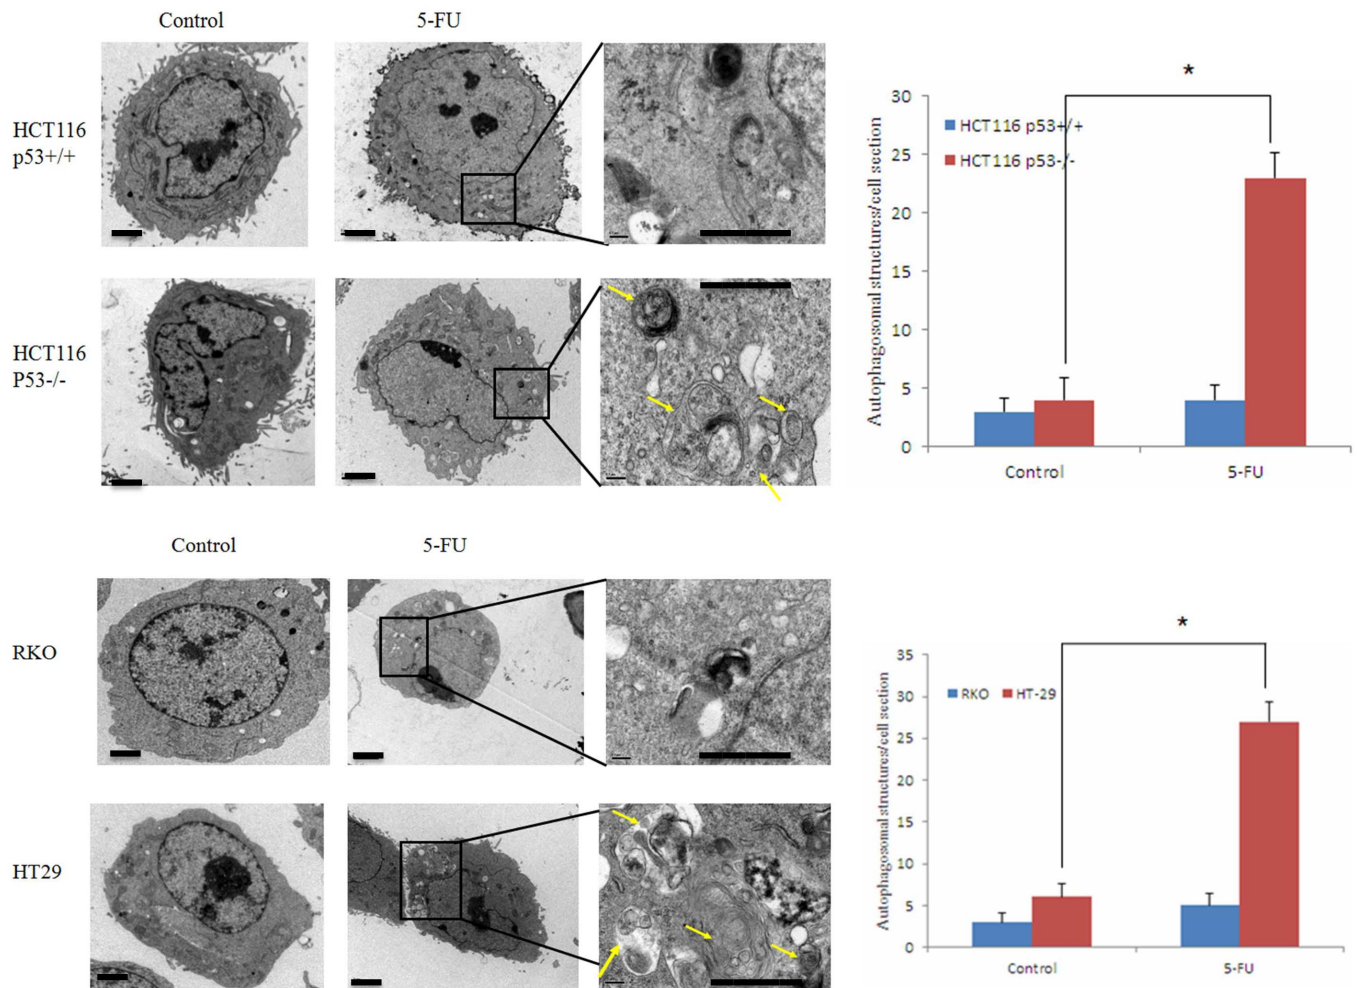 Control
5-FU
HCT116
p53+/+
HCT116
P53-/-
*
Autophagosomal structures/cell section
30
25
20
15
10
5
0
HCT116 p53+/+
HCT116 p53-/-
Control
5-FU
Control
5-FU
RKO
HT29
*
Autophagosomal structures/cell section
35
30
25
20
15
10
5
0
RKO
HT-29
Control
5-FU